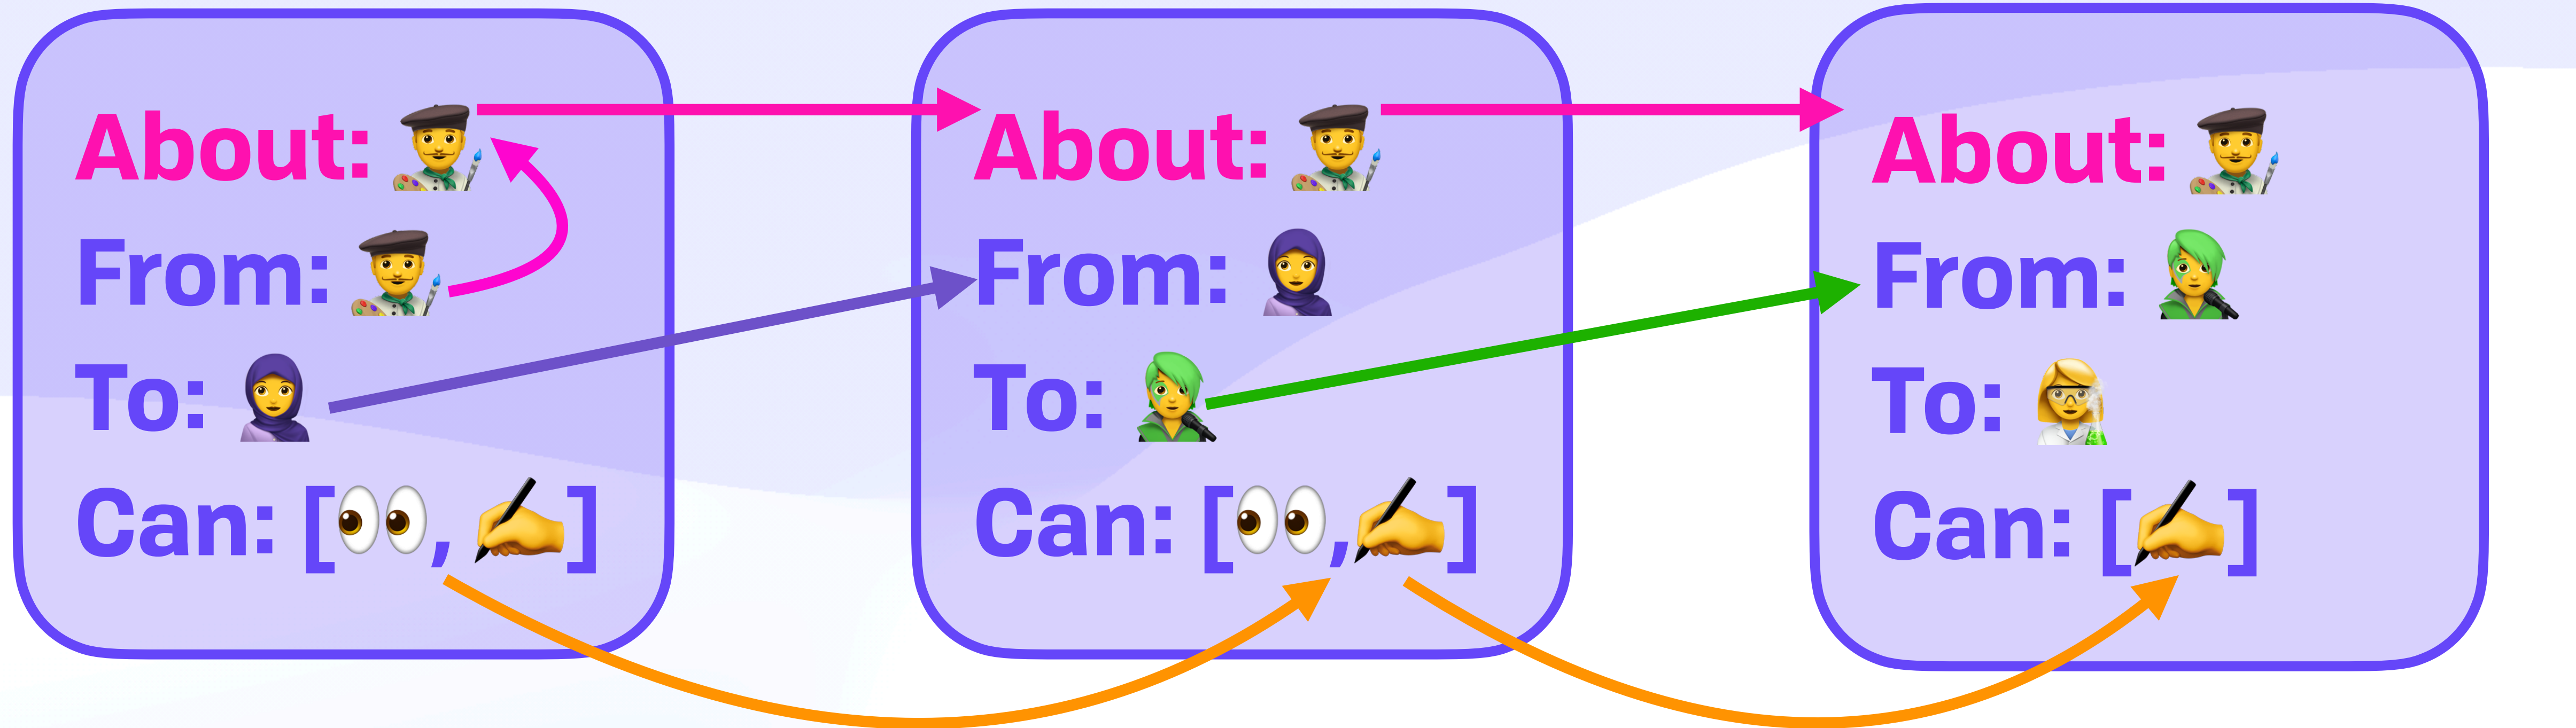 About: 👨‍🎨
From: 👨‍🎨
To: 🧕
Can: [👀, ✍️]
About: 👨‍🎨
From: 🧕
To: 🧑‍🎤
Can: [👀,✍️]
About: 👨‍🎨
From: 🧑‍🎤
To: 👩‍🔬
Can: [✍️]